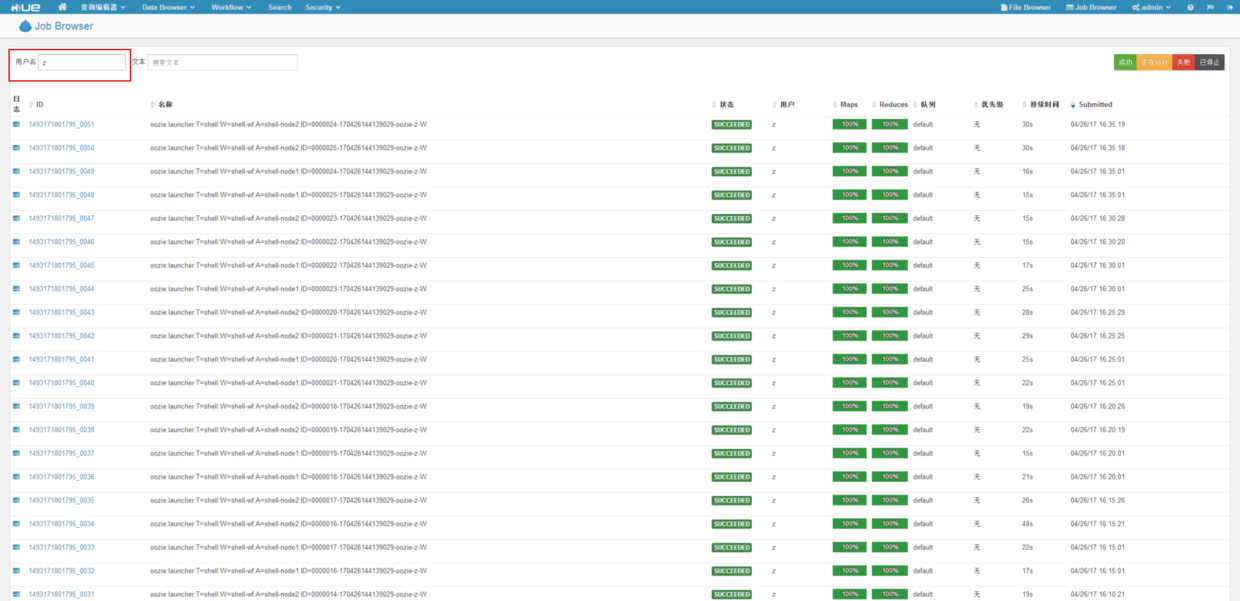 HUE 查询编辑器 Data Browser Workflow Search Security File Browser Job Browser admin
Job Browser
用户名 z 文本 搜索文本 成功 正在运行 失败 已停止
日志 ID 名称 状态 用户 Maps Reduces 队列 优先级 持续时间 Submitted
1493171801795_0051 oozie:launcher:T=shell:W=shell-wf:A=shell-node2:ID=0000024-170426144139029-oozie-z-W SUCCEEDED z 100% 100% default 无 30s 04/26/17 16:35:19
1493171801795_0050 oozie:launcher:T=shell:W=shell-wf:A=shell-node2:ID=0000025-170426144139029-oozie-z-W SUCCEEDED z 100% 100% default 无 30s 04/26/17 16:35:18
1493171801795_0049 oozie:launcher:T=shell:W=shell-wf:A=shell-node1:ID=0000024-170426144139029-oozie-z-W SUCCEEDED z 100% 100% default 无 16s 04/26/17 16:35:01
1493171801795_0048 oozie:launcher:T=shell:W=shell-wf:A=shell-node1:ID=0000025-170426144139029-oozie-z-W SUCCEEDED z 100% 100% default 无 15s 04/26/17 16:35:01
1493171801795_0047 oozie:launcher:T=shell:W=shell-wf:A=shell-node2:ID=0000023-170426144139029-oozie-z-W SUCCEEDED z 100% 100% default 无 15s 04/26/17 16:30:28
1493171801795_0046 oozie:launcher:T=shell:W=shell-wf:A=shell-node2:ID=0000022-170426144139029-oozie-z-W SUCCEEDED z 100% 100% default 无 15s 04/26/17 16:30:20
1493171801795_0045 oozie:launcher:T=shell:W=shell-wf:A=shell-node1:ID=0000022-170426144139029-oozie-z-W SUCCEEDED z 100% 100% default 无 17s 04/26/17 16:30:01
1493171801795_0044 oozie:launcher:T=shell:W=shell-wf:A=shell-node1:ID=0000023-170426144139029-oozie-z-W SUCCEEDED z 100% 100% default 无 25s 04/26/17 16:30:01
1493171801795_0043 oozie:launcher:T=shell:W=shell-wf:A=shell-node2:ID=0000020-170426144139029-oozie-z-W SUCCEEDED z 100% 100% default 无 28s 04/26/17 16:25:29
1493171801795_0042 oozie:launcher:T=shell:W=shell-wf:A=shell-node2:ID=0000021-170426144139029-oozie-z-W SUCCEEDED z 100% 100% default 无 29s 04/26/17 16:25:25
1493171801795_0041 oozie:launcher:T=shell:W=shell-wf:A=shell-node1:ID=0000020-170426144139029-oozie-z-W SUCCEEDED z 100% 100% default 无 25s 04/26/17 16:25:01
1493171801795_0040 oozie:launcher:T=shell:W=shell-wf:A=shell-node1:ID=0000021-170426144139029-oozie-z-W SUCCEEDED z 100% 100% default 无 22s 04/26/17 16:25:01
1493171801795_0039 oozie:launcher:T=shell:W=shell-wf:A=shell-node2:ID=0000018-170426144139029-oozie-z-W SUCCEEDED z 100% 100% default 无 19s 04/26/17 16:20:26
1493171801795_0038 oozie:launcher:T=shell:W=shell-wf:A=shell-node2:ID=0000019-170426144139029-oozie-z-W SUCCEEDED z 100% 100% default 无 22s 04/26/17 16:20:19
1493171801795_0037 oozie:launcher:T=shell:W=shell-wf:A=shell-node1:ID=0000019-170426144139029-oozie-z-W SUCCEEDED z 100% 100% default 无 15s 04/26/17 16:20:01
1493171801795_0036 oozie:launcher:T=shell:W=shell-wf:A=shell-node1:ID=0000018-170426144139029-oozie-z-W SUCCEEDED z 100% 100% default 无 21s 04/26/17 16:20:01
1493171801795_0035 oozie:launcher:T=shell:W=shell-wf:A=shell-node2:ID=0000017-170426144139029-oozie-z-W SUCCEEDED z 100% 100% default 无 26s 04/26/17 16:15:26
1493171801795_0034 oozie:launcher:T=shell:W=shell-wf:A=shell-node2:ID=0000016-170426144139029-oozie-z-W SUCCEEDED z 100% 100% default 无 48s 04/26/17 16:15:21
1493171801795_0033 oozie:launcher:T=shell:W=shell-wf:A=shell-node1:ID=0000017-170426144139029-oozie-z-W SUCCEEDED z 100% 100% default 无 22s 04/26/17 16:15:01
1493171801795_0032 oozie:launcher:T=shell:W=shell-wf:A=shell-node1:ID=0000016-170426144139029-oozie-z-W SUCCEEDED z 100% 100% default 无 17s 04/26/17 16:15:01
1493171801795_0031 oozie:launcher:T=shell:W=shell-wf:A=shell-node2:ID=0000014-170426144139029-oozie-z-W SUCCEEDED z 100% 100% default 无 19s 04/26/17 16:10:21